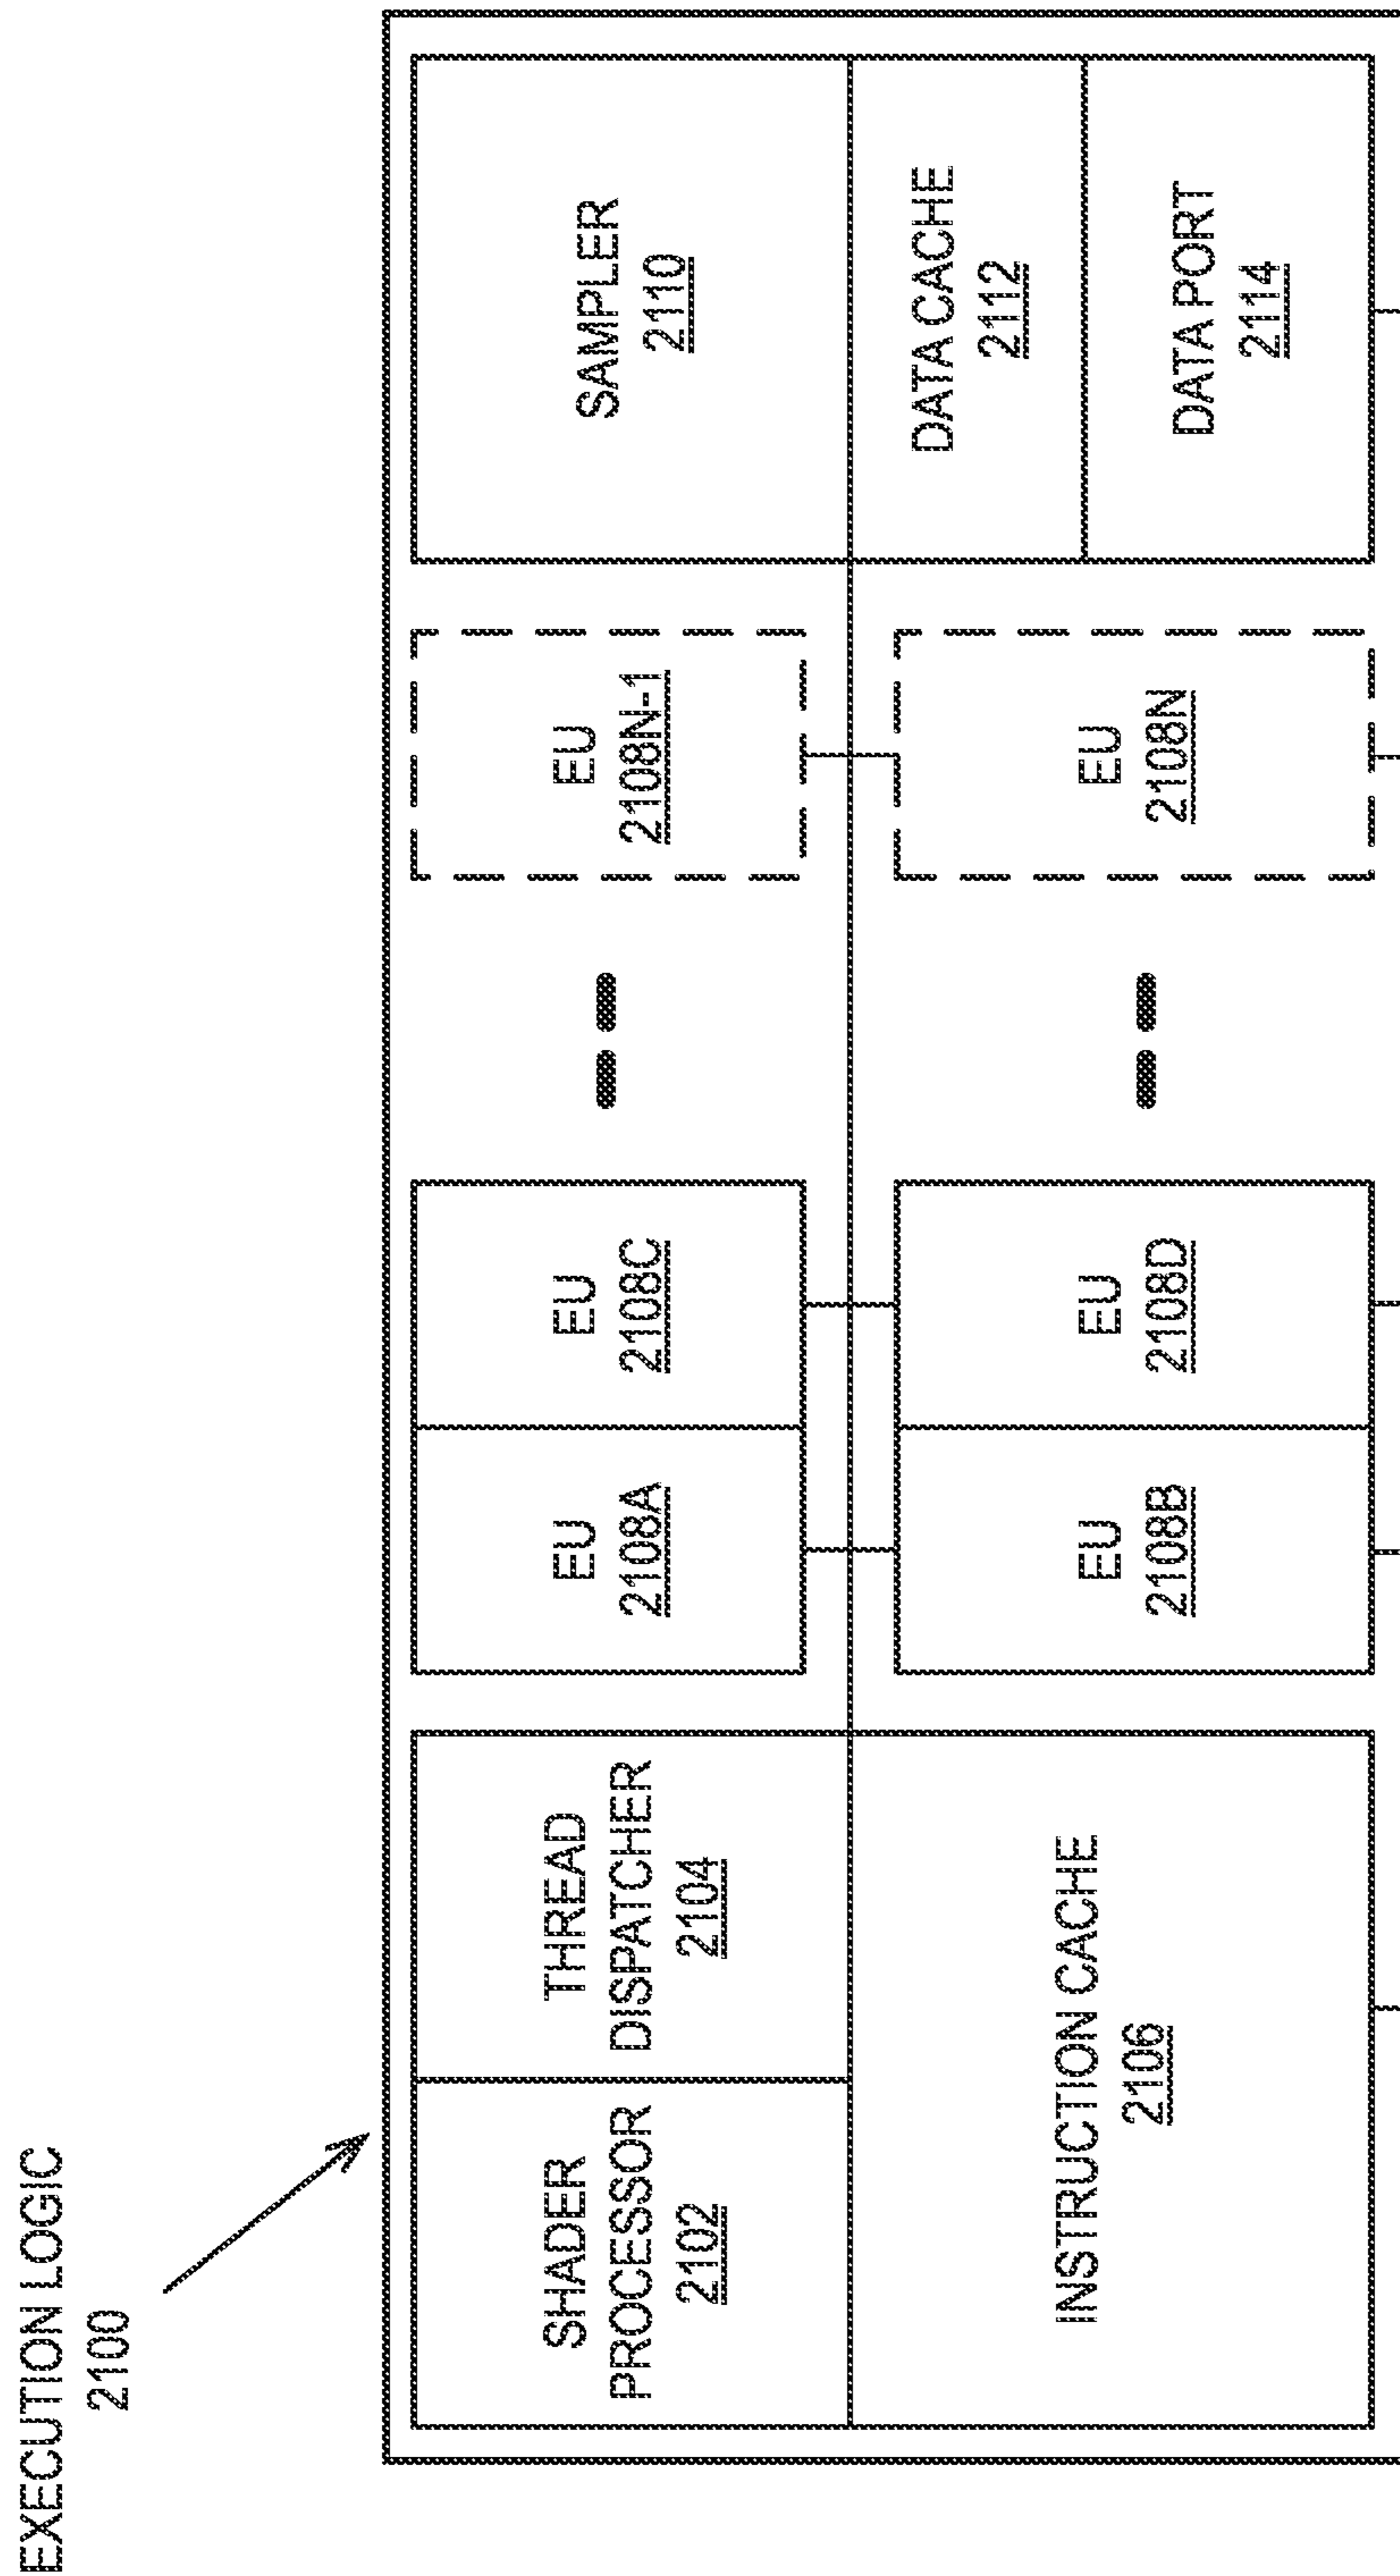 EXECUTION LOGIC
2100
SHADER
PROCESSOR
2102
THREAD
DISPATCHER
2104
EU
2108A
EU
2108C
EU
2108N-1
SAMPLER
2110
INSTRUCTION CACHE
2106
EU
2108B
EU
2108D
EU
2108N
DATA CACHE
2112
DATA PORT
2114